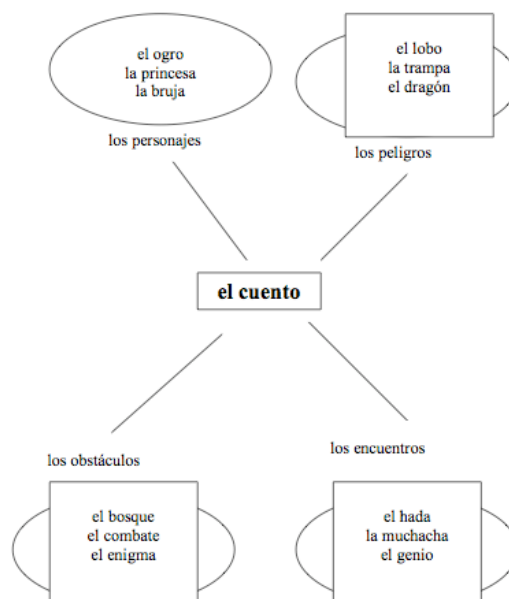 el ogro
la princesa
la bruja
los personajes
el lobo
la trampa
el dragón
los peligros
el cuento
los obstáculos
el bosque
el combate
el enigma
los encuentros
el hada
la muchacha
el genio